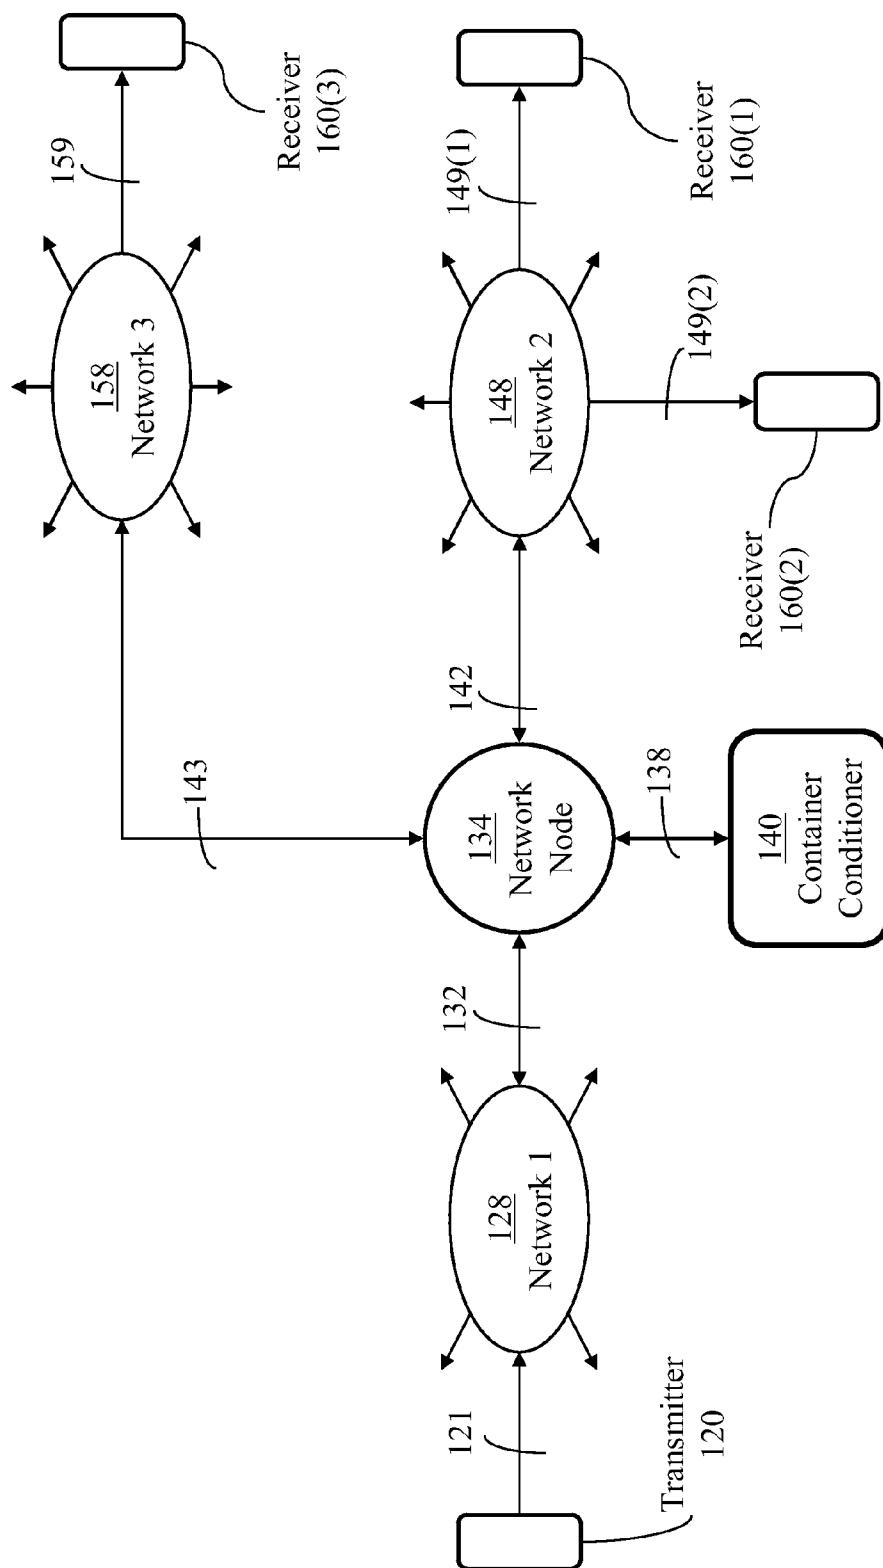 Transmitter
120
121
128
Network 1
132
134
Network
Node
138
140
Container
Conditioner
142
143
148
Network 2
149(1)
149(2)
Receiver
160(1)
Receiver
160(2)
158
Network 3
159
Receiver
160(3)